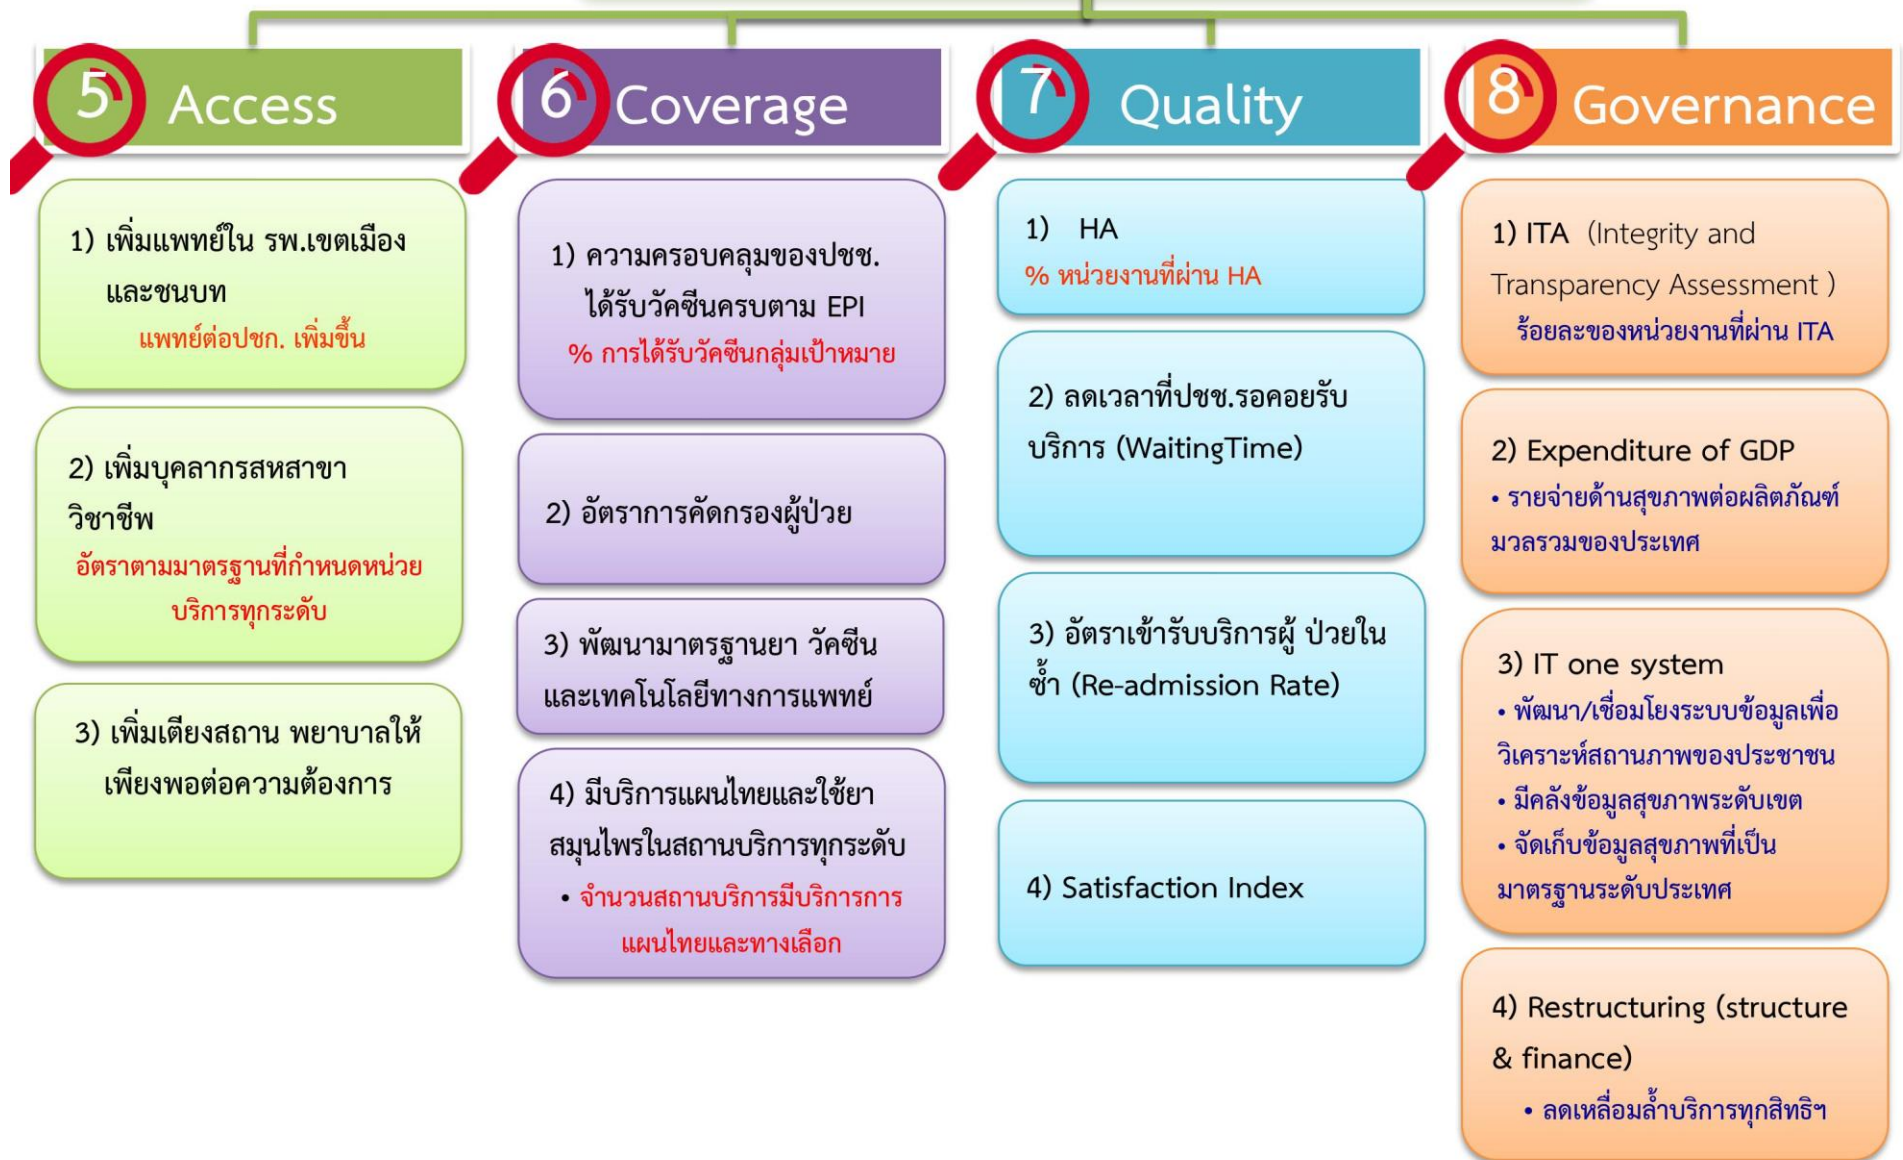 5 Access
1) เพิ่มแพทย์ใน รพ.เขตเมือง
และชนบท
แพทย์ต่อปชก. เพิ่มขึ้น
2) เพิ่มบุคลากรสหสาขา
วิชาชีพ
อัตราตามมาตรฐานที่กำหนดหน่วย
บริการทุกระดับ
3) เพิ่มเตียงสถาน พยาบาลให้
เพียงพอต่อความต้องการ
6 Coverage
1) ความครอบคลุมของปชช.
ได้รับวัคซีนครบตาม EPI
% การได้รับวัคซีนกลุ่มเป้าหมาย
2) อัตราการคัดกรองผู้ป่วย
3) พัฒนามาตรฐานยา วัคซีน
และเทคโนโลยีทางการแพทย์
4) มีบริการแผนไทยและใช้ยา
สมุนไพรในสถานบริการทุกระดับ
• จำนวนสถานบริการมีบริการการ
แผนไทยและทางเลือก
7 Quality
1) HA
% หน่วยงานที่ผ่าน HA
2) ลดเวลาที่ปชช.รอคอยรับ
บริการ (WaitingTime)
3) อัตราเข้ารับบริการผู้ ป่วยใน
ซ้ำ (Re-admission Rate)
4) Satisfaction Index
8 Governance
1) ITA (Integrity and
Transparency Assessment )
ร้อยละของหน่วยงานที่ผ่าน ITA
2) Expenditure of GDP
• รายจ่ายด้านสุขภาพต่อผลิตภัณฑ์
มวลรวมของประเทศ
3) IT one system
• พัฒนา/เชื่อมโยงระบบข้อมูลเพื่อ
วิเคราะห์สถานภาพของประชาชน
• มีคลังข้อมูลสุขภาพระดับเขต
• จัดเก็บข้อมูลสุขภาพที่เป็น
มาตรฐานระดับประเทศ
4) Restructuring (structure
& finance)
• ลดเหลื่อมล้ำบริการทุกสิทธิฯ